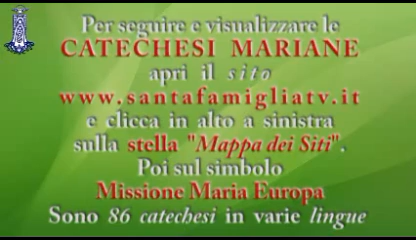 Per seguire e visualizzare le
CATECHESI MARIANE
apri il sito
www.santafamigliatv.it
e clicca in alto a sinistra
sulla stella "Mappa dei Siti".
Poi sul simbolo
Missione Maria Europa
Sono 86 catechesi in varie lingue